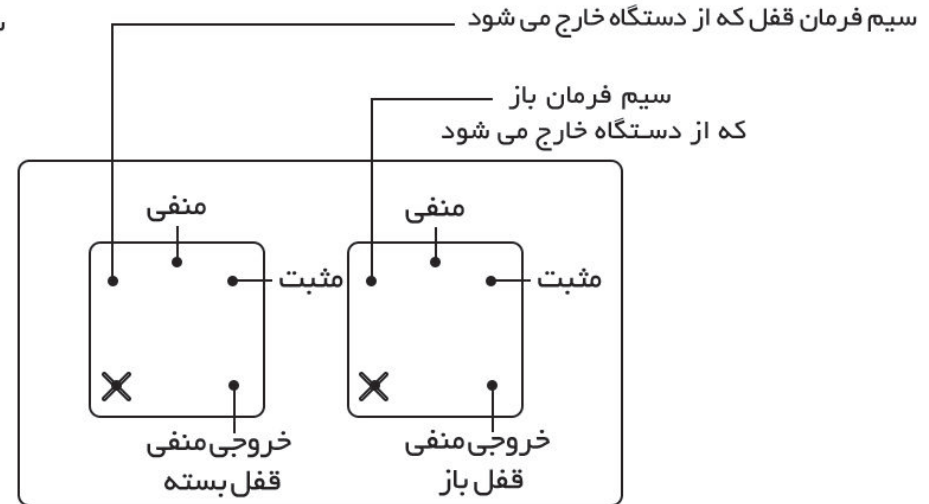 سیم فرمان قفل که از دستگاه خارج می شود
سیم فرمان باز
که از دستگاه خارج می شود
منفی
منفی
مثبت
مثبت
خروجی منفی
قفل باز
خروجی منفی
قفل بسته